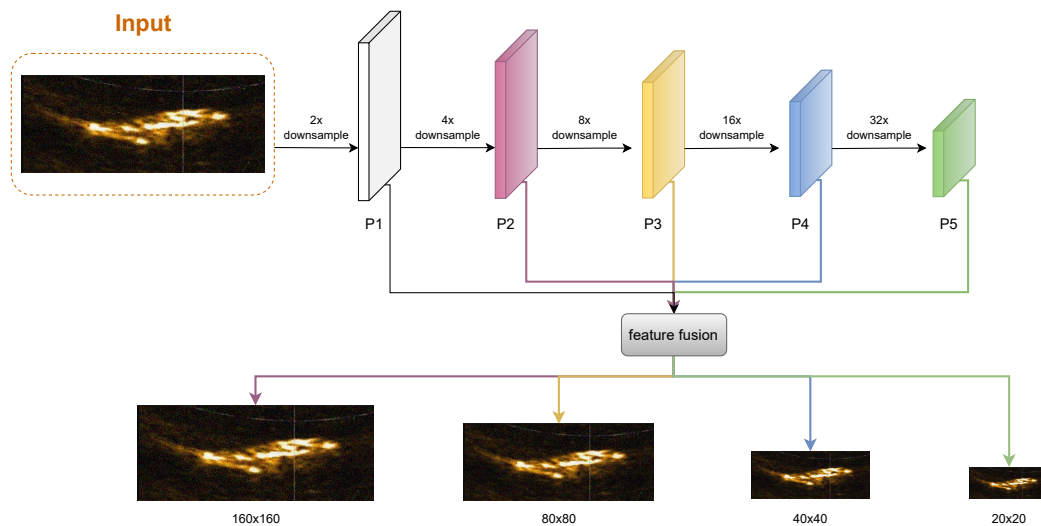 Input
2x
downsample
4x
downsample
8x
downsample
16x
downsample
32x
downsample
P1
P2
P3
P4
P5
feature fusion
160x160
80x80
40x40
20x20